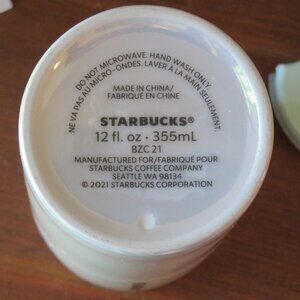 DO NOT MICROWAVE. HAND WASH ONLY.
NE VA PAS AU MICRO-ONDES. LAVER À LA MAIN SEULEMENT.
MADE IN CHINA/
FABRIQUÉ EN CHINE
STARBUCKS®
12 fl. oz · 355mL
BZC 21
MANUFACTURED FOR/FABRIQUÉ POUR
STARBUCKS COFFEE COMPANY
SEATTLE WA 98134
© 2021 STARBUCKS CORPORATION